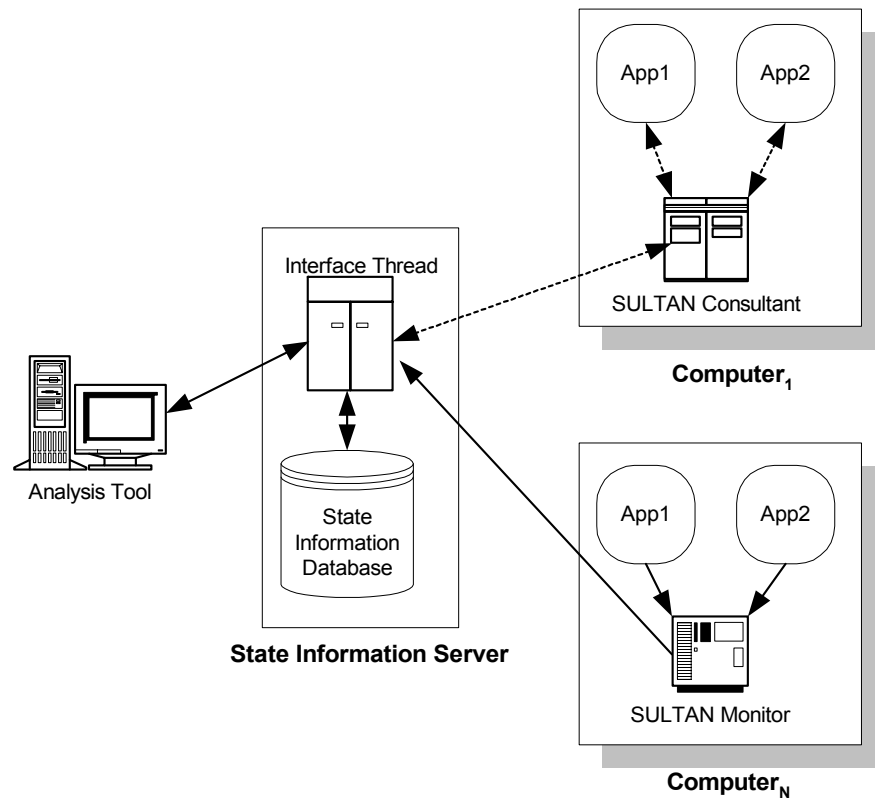 App1
App2
SULTAN Consultant
Computer₁
Interface Thread
State
Information
Database
State Information Server
Analysis Tool
App1
App2
SULTAN Monitor
Computer_N